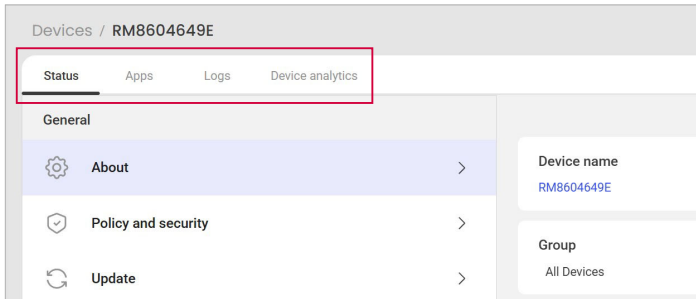 Devices / RM8604649E
Status Apps Logs Device analytics
General
About
Policy and security
Update
Device name
RM8604649E
Group
All Devices